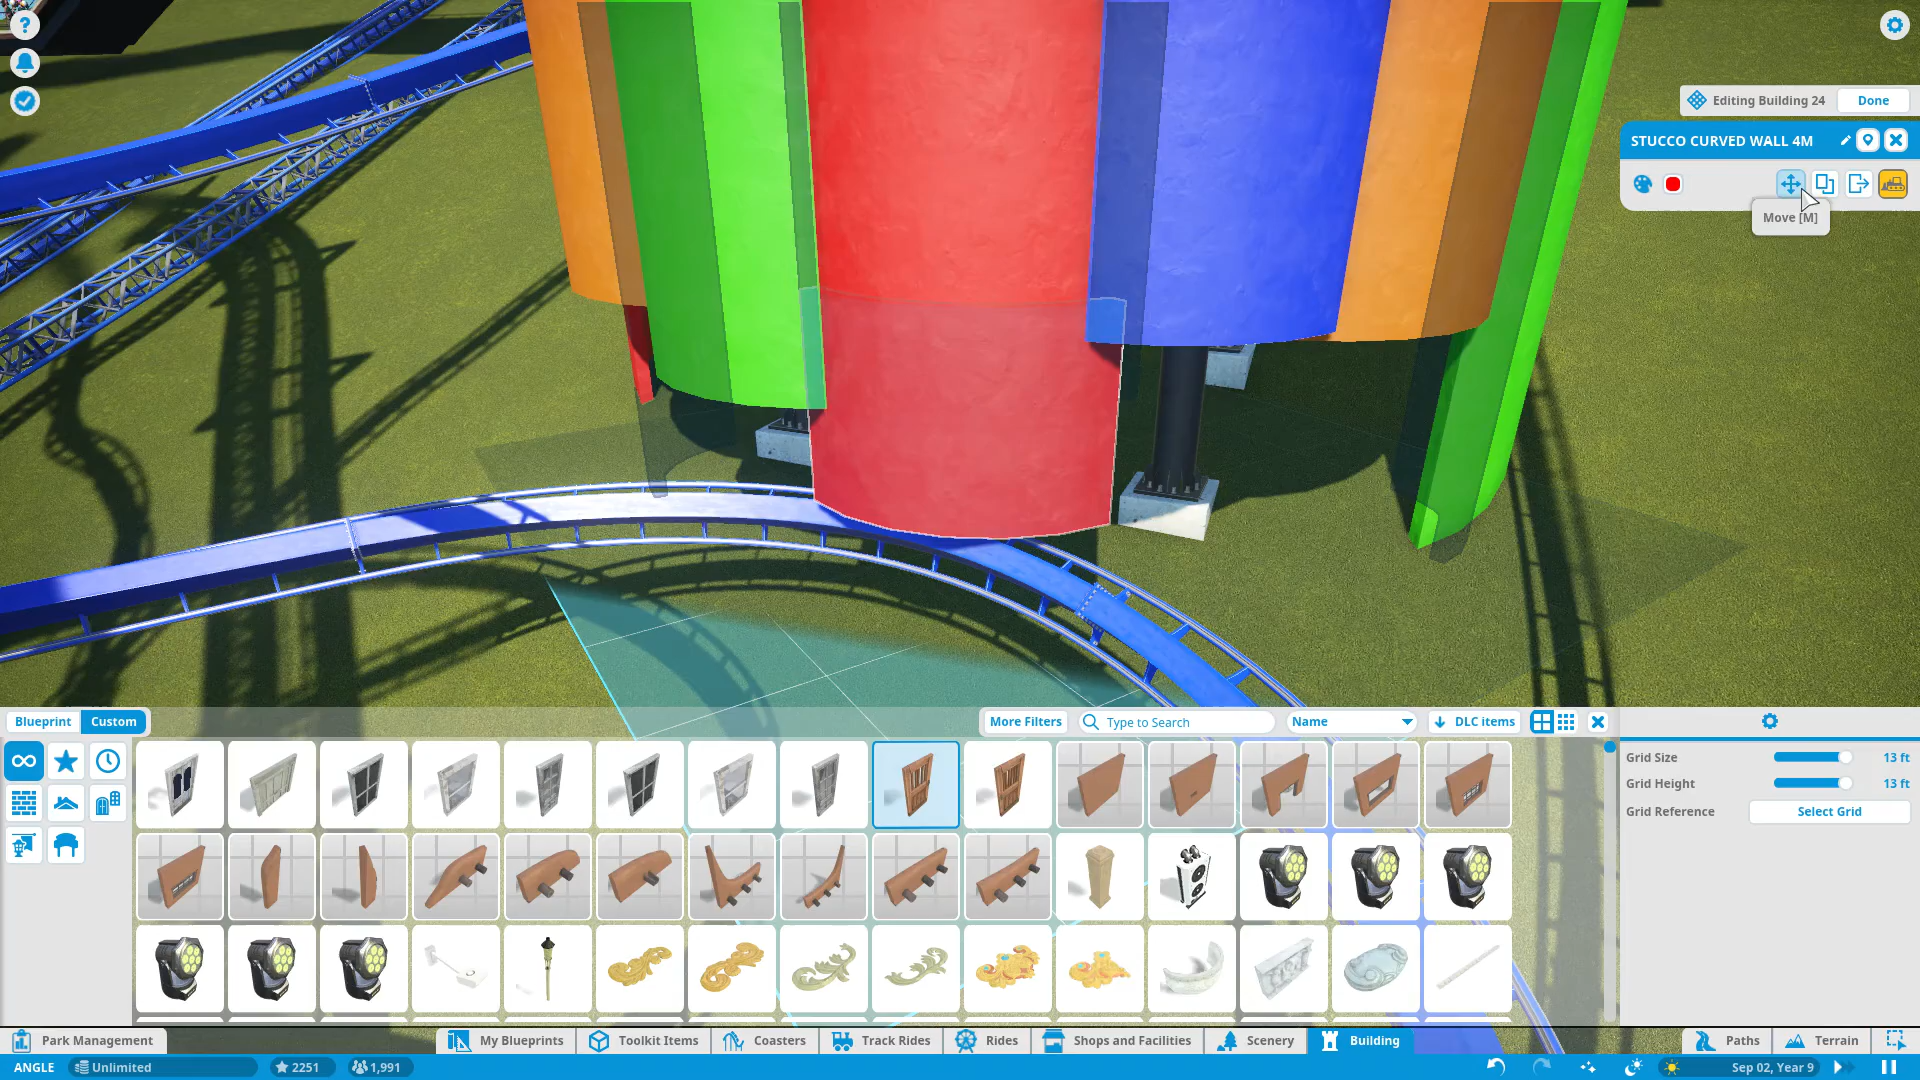 Editing Building 24
Done
STUCCO CURVED WALL 4M
Move [M]
Blueprint
Custom
More Filters
Type to Search
Name
DLC items
Grid Size
13 ft
Grid Height
13 ft
Grid Reference
Select Grid
Park Management
My Blueprints
Toolkit Items
Coasters
Track Rides
Rides
Shops and Facilities
Scenery
Building
Paths
Terrain
ANGLE
Unlimited
2251
1,991
Sep 02, Year 9